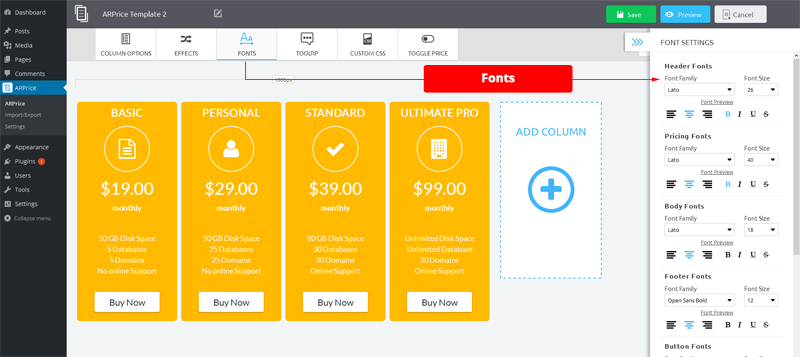 Dashboard
Posts
Media
Pages
Comments
ARPrice
ARPrice
Import/Export
Settings
Appearance
Plugins
Users
Tools
Settings
Collapse menu
ARPrice Template 2
Save
Preview
Cancel
COLUMN OPTIONS
EFFECTS
FONTS
TOOLTIP
CUSTOM CSS
TOGGLE PRICE
1000px
Fonts
BASIC
$19.00
monthly
10 GB Disk Space
5 Databases
5 Domains
No online Support
Buy Now
PERSONAL
$29.00
monthly
50 GB Disk Space
25 Databases
25 Domains
No online Support
Buy Now
STANDARD
$39.00
monthly
80 GB Disk Space
30 Databases
30 Domains
Online Support
Buy Now
ULTIMATE PRO
$99.00
monthly
Unlimited Disk Space
Unlimited Database
30 Domains
Online Support
Buy Now
ADD COLUMN
FONT SETTINGS
Header Fonts
Font Family Font Size
Lato 26
Font Preview
B I U S
Pricing Fonts
Font Family Font Size
Lato 40
Font Preview
B I U S
Body Fonts
Font Family Font Size
Lato 18
Font Preview
B I U S
Footer Fonts
Font Family Font Size
Open Sans Bold 12
Font Preview
B I U S
Button Fonts